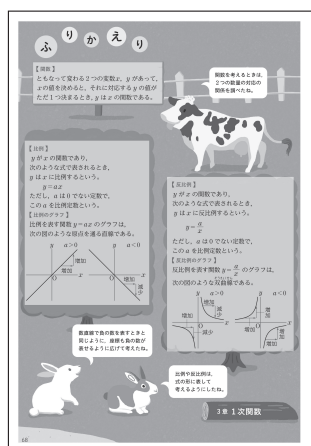 ふりかえり
【関数】
ともなって変わる2つの変数x，yがあって，
xの値を決めると，それに対応するyの値が
ただ1つ決まるとき，yはxの関数である。
関数を考えるときは，
2つの数量の対応の
関係を調べたね。
【比例】
yがxの関数であり，
次のような式で表されるとき，
yはxに比例するという。
y=ax
ただし，aは0でない定数で，
このaを比例定数という。
【比例のグラフ】
比例を表す関数y=axのグラフは，
次の図のような原点を通る直線である。
y a>0
増加
増加
O x
y a<0
増加
減少
O x
【反比例】
yがxの関数であり，
次のような式で表されるとき，
yはxに反比例するという。
y=a/x
ただし，aは0でない定数で，
このaを比例定数という。
【反比例のグラフ】
反比例を表す関数y=a/xのグラフは，
次の図のような双曲線である。
y a>0
増加
減少
O x
y a<0
増加
増加
O x
数直線で負の数を表すときと
同じように，座標も負の数が
表せるように広げて考えたね。
比例や反比例は，
式の形に表して
考えるようにしたね。
3章 1次関数
68